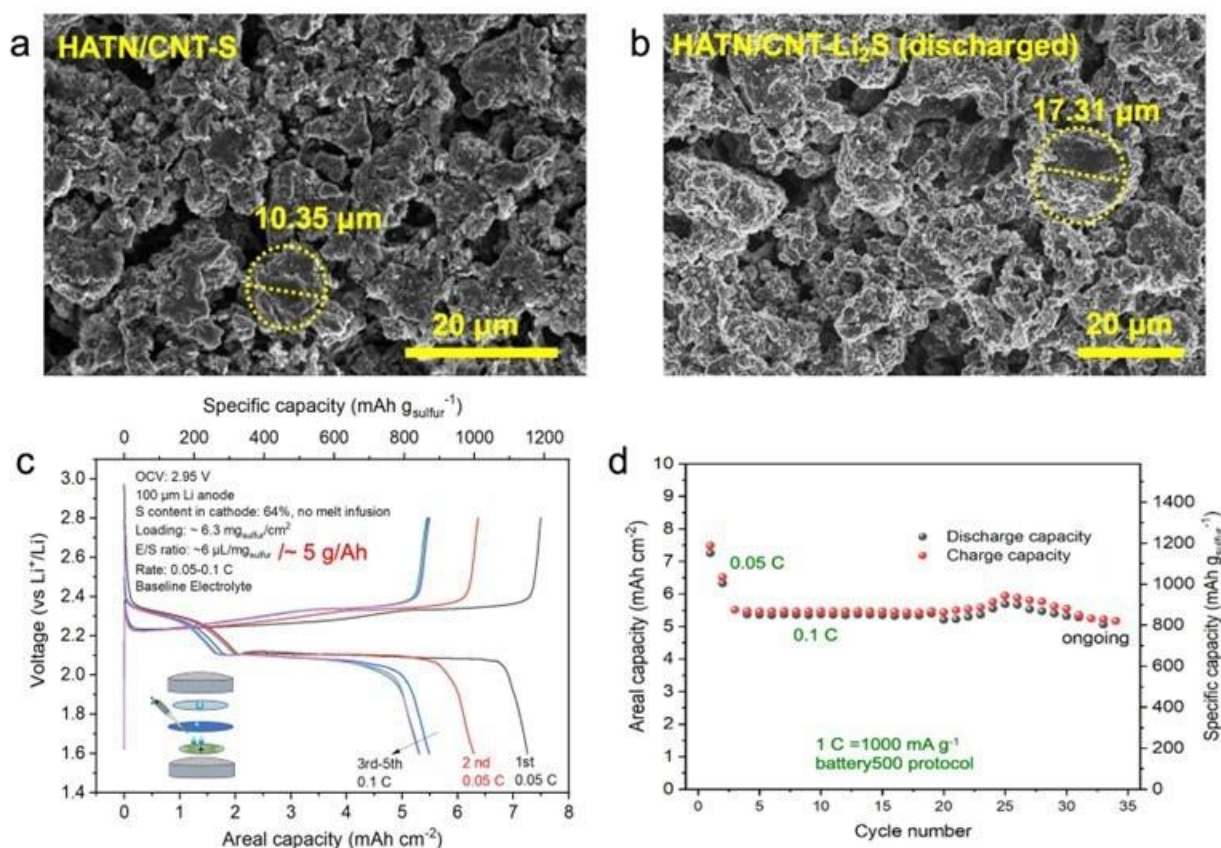 a
HATN/CNT-S
10.35 µm
20 µm
b
HATN/CNT-Li₂S (discharged)
17.31 µm
20 µm
Specific capacity (mAh gsulfur⁻¹)
0 200 400 600 800 1000 1200
c
OCV: 2.95 V
100 µm Li anode
S content in cathode: 64%, no melt infusion
Loading: ~ 6.3 mgsulfur/cm²
E/S ratio: ~6 µL/mgsulfur /~ 5 g/Ah
Rate: 0.05-0.1 C
Baseline Electrolyte
3.0
2.8
2.6
2.4
2.2
2.0
1.8
1.6
1.4
Voltage (vs Li⁺/Li)
3rd-5th
0.1 C
2 nd
0.05 C
1st
0.05 C
0 1 2 3 4 5 6 7 8
Areal capacity (mAh cm⁻²)
d
10
9
8
7
6
5
4
3
2
1
0
Areal capacity (mAh cm⁻²)
Discharge capacity
Charge capacity
0.05 C
0.1 C
ongoing
1 C =1000 mA g⁻¹
battery500 protocol
1400
1200
1000
800
600
400
200
0
Specific capacity (mAh gsulfur⁻¹)
0 5 10 15 20 25 30 35
Cycle number